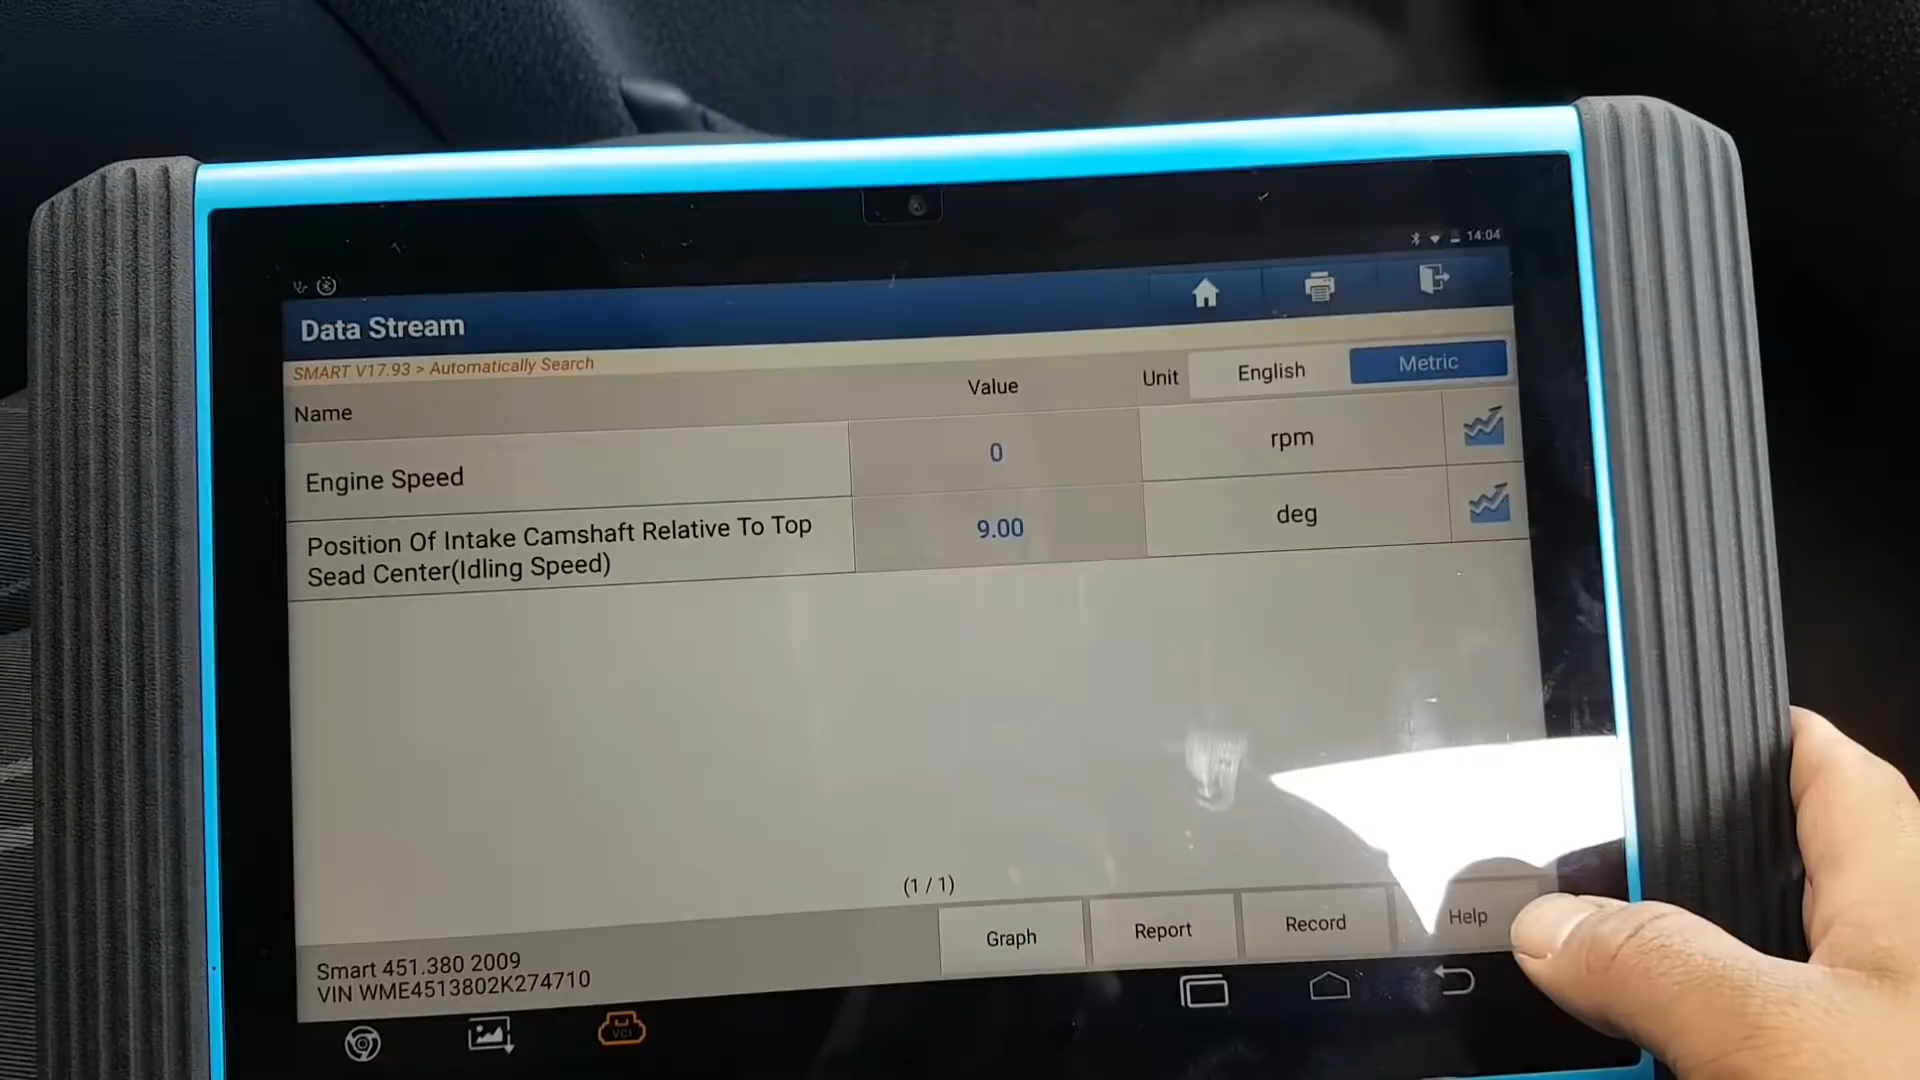 14:04
Data Stream
SMART V17.93 > Automatically Search
Name Value Unit English Metric
Engine Speed 0 rpm
Position Of Intake Camshaft Relative To Top
Sead Center(Idling Speed) 9.00 deg
(1 / 1)
Graph Report Record Help
Smart 451.380 2009
VIN WME4513802K274710
VCI